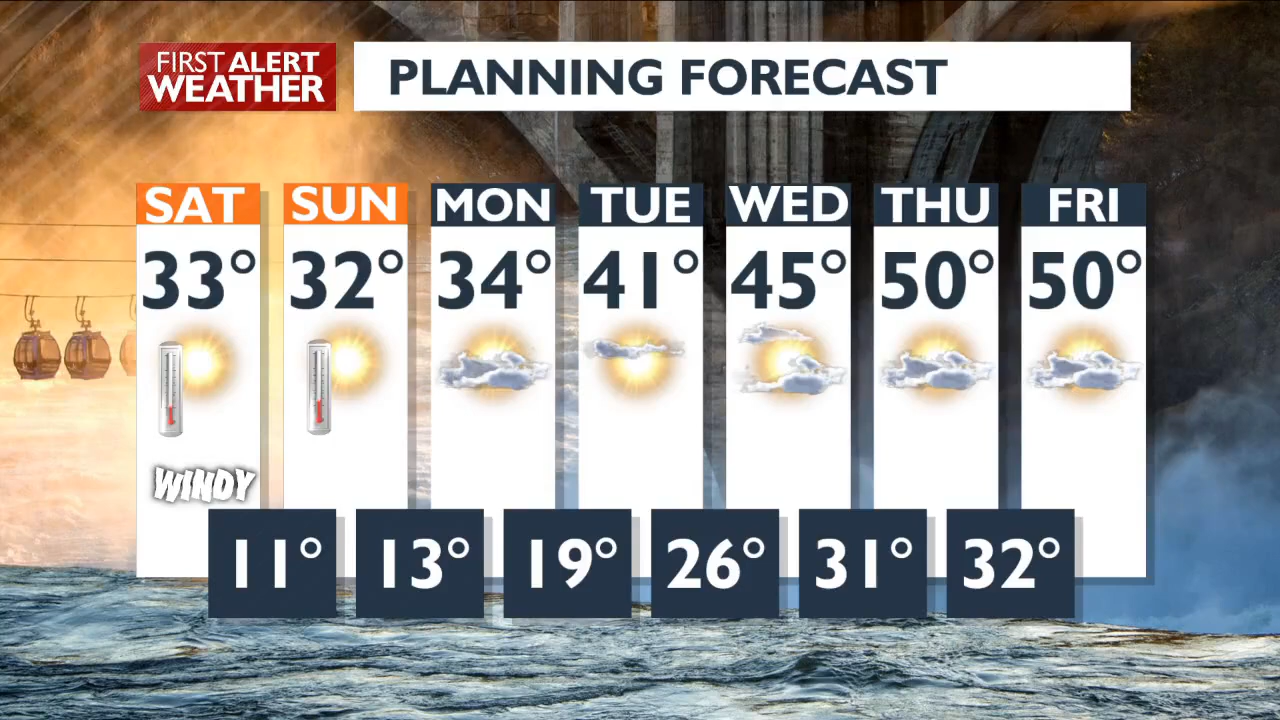 FIRST ALERT
WEATHER
PLANNING FORECAST
SAT SUN MON TUE WED THU FRI
33° 32° 34° 41° 45° 50° 50°
WINDY
11° 13° 19° 26° 31° 32°